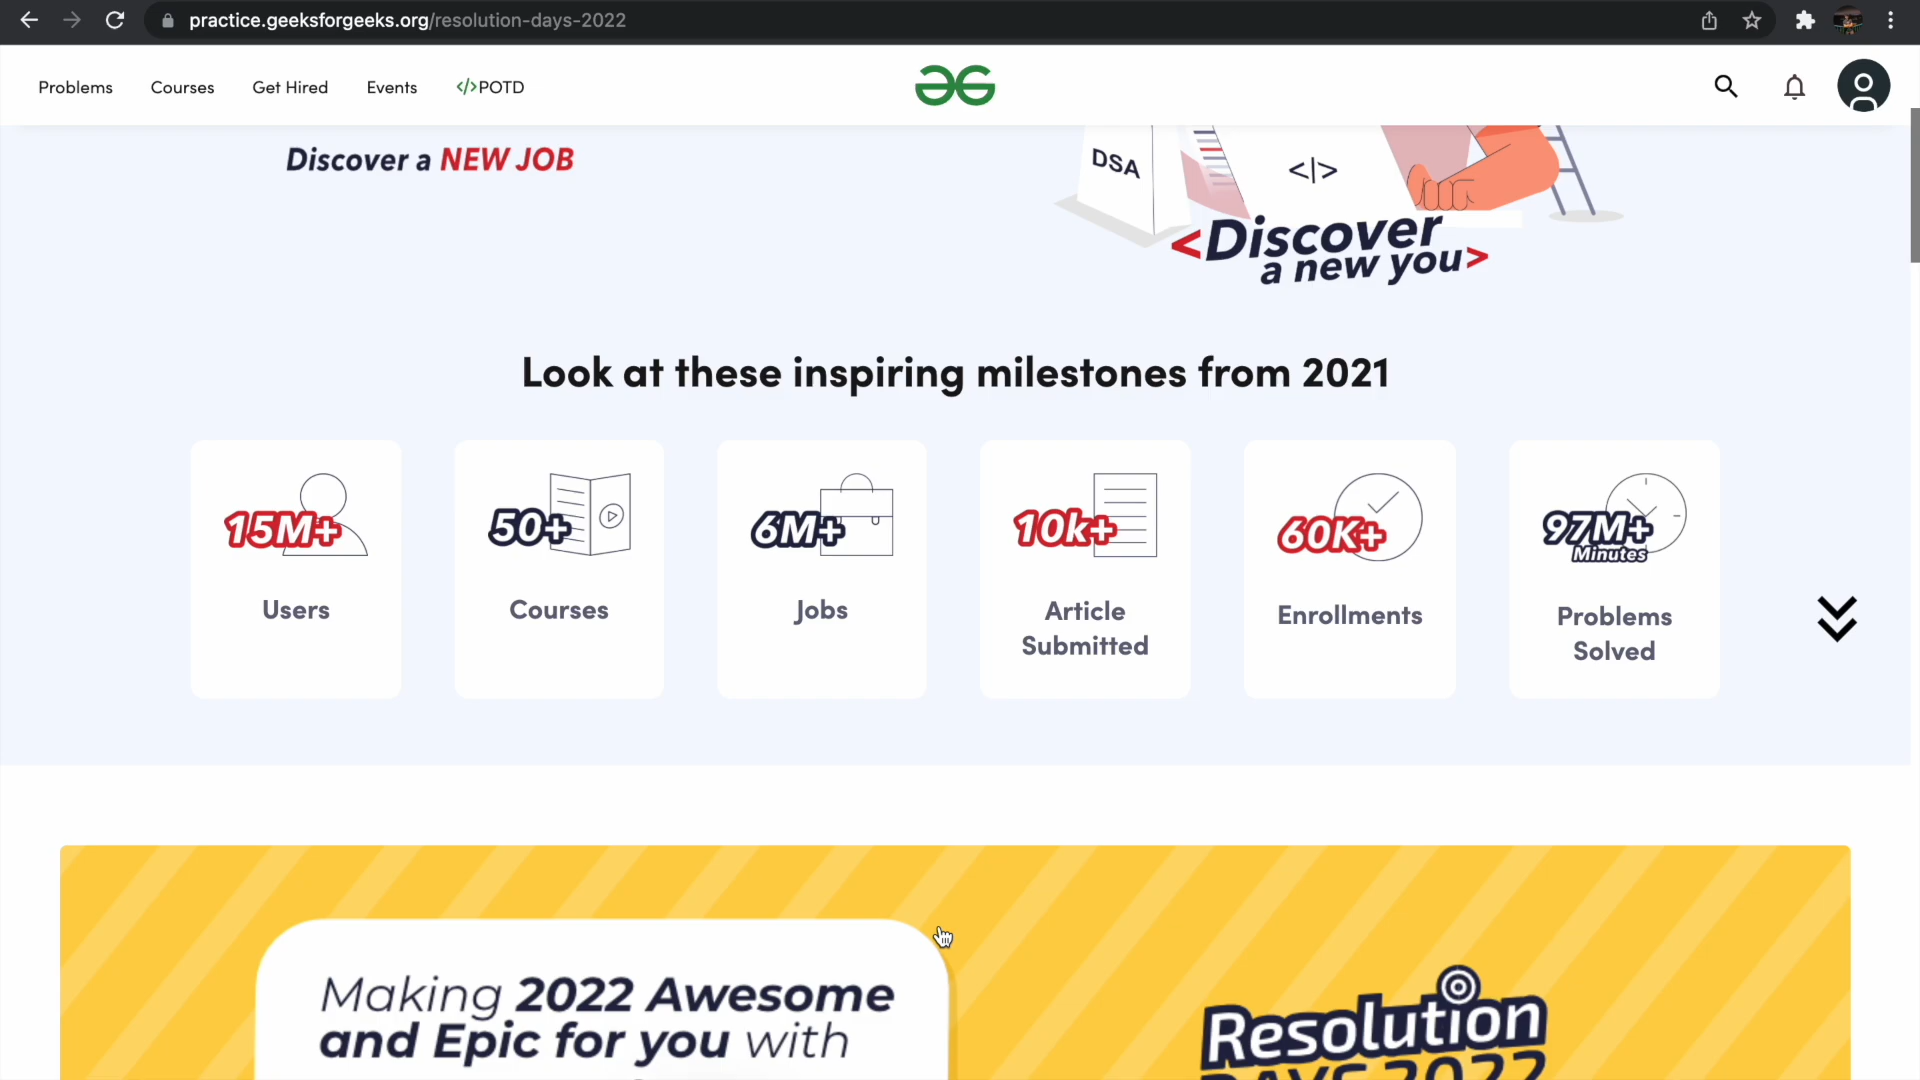 practice.geeksforgeeks.org/resolution-days-2022
Problems
Courses
Get Hired
Events
</>POTD
Discover a NEW JOB
DSA
<|>
<Discover
a new you>
Look at these inspiring milestones from 2021
15M+
50+
6M+
10k+
60K+
97M+
Minutes
Users
Courses
Jobs
Article
Submitted
Enrollments
Problems
Solved
Making 2022 Awesome
and Epic for you with
Resolution
DAYS 2022